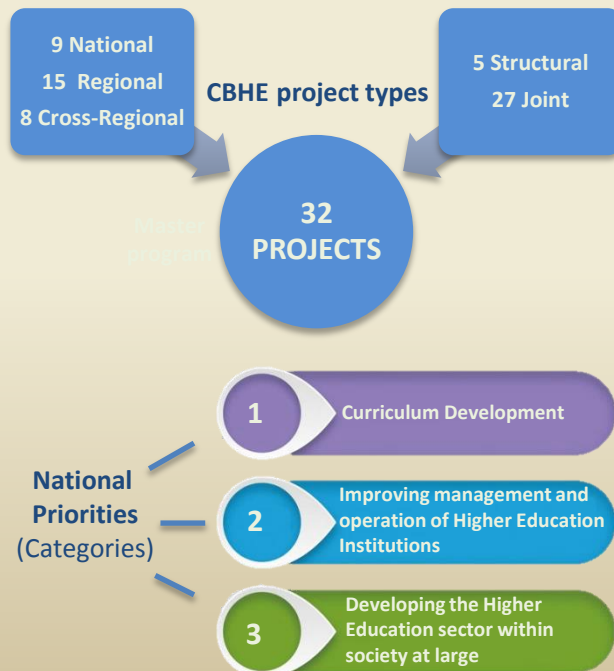 9 National
15 Regional
8 Cross-Regional
CBHE project types
5 Structural
27 Joint
32
PROJECTS
Master
program
1
Curriculum Development
National
Priorities
(Categories)
2
Improving management and
operation of Higher Education
Institutions
3
Developing the Higher
Education sector within
society at large